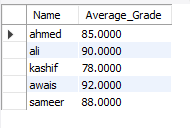 Name Average_Grade
ahmed 85.0000
ali 90.0000
kashif 78.0000
awais 92.0000
sameer 88.0000